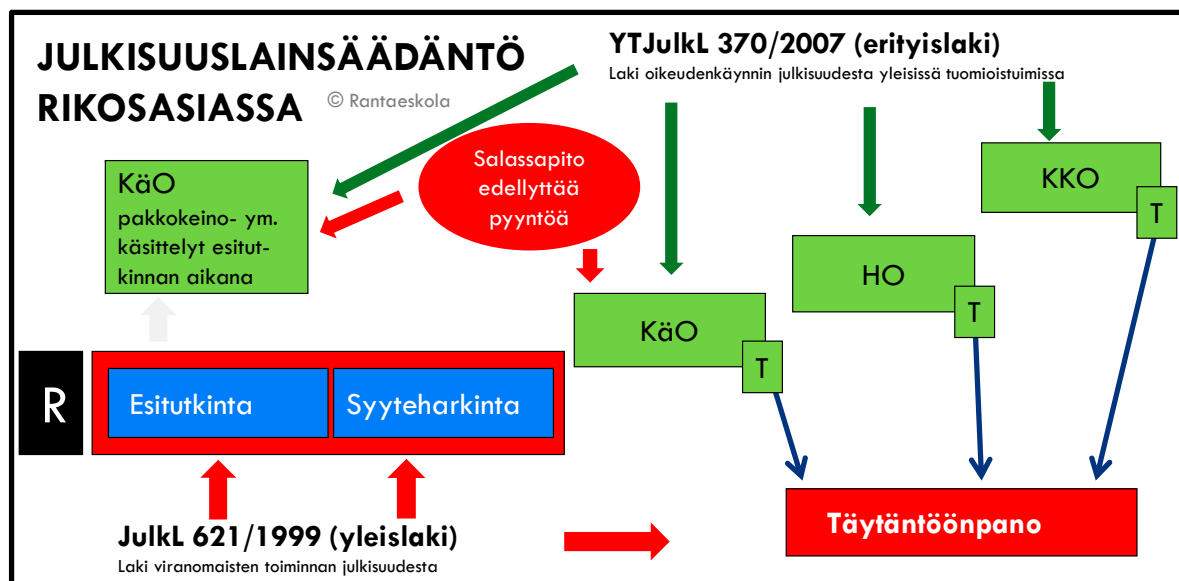 JULKISUUSLAINSÄÄDÄNTÖ
RIKOSASIASSA © Rantaeskola
YTJulkL 370/2007 (erityislaki)
Laki oikeudenkäynnin julkisuudesta yleisissä tuomioistuimissa
Salassapito
edellyttää
pyyntöä
KäO
pakkokeino- ym.
käsittelyt esitut-
kinnan aikana
KKO
T
HO
T
KäO
T
R
Esitutkinta
Syyteharkinta
Täytäntöönpano
JulkL 621/1999 (yleislaki)
Laki viranomaisten toiminnan julkisuudesta